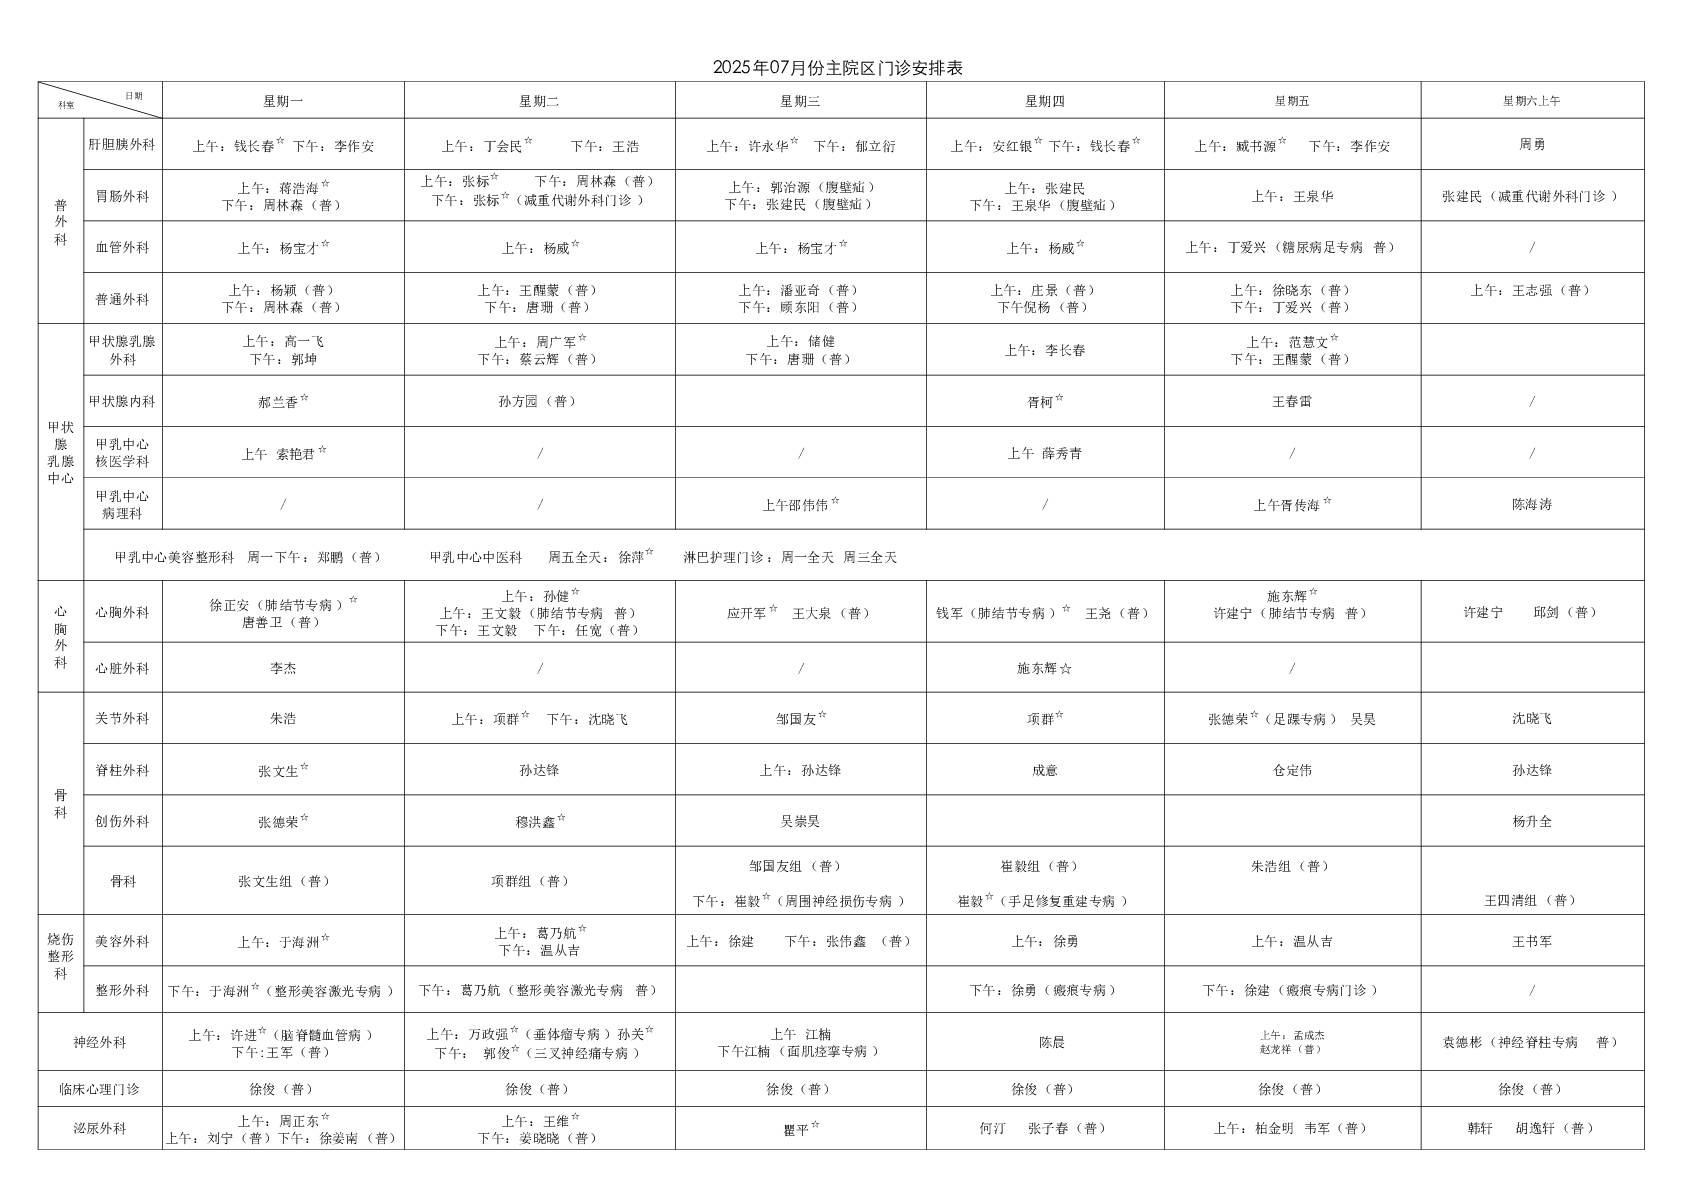 2025年07月份主院区门诊安排表
日期
科室
星期一 星期二 星期三 星期四 星期五 星期六上午
普外科
肝胆胰外科 上午：钱长春☆ 下午：李作安 上午：丁会民☆ 下午：王浩 上午：许永华☆ 下午：郁立衍 上午：安红银☆ 下午：钱长春☆ 上午：臧书源☆ 下午：李作安 周勇
胃肠外科 上午：蒋浩海☆ 上午：张标☆ 下午：周林森（普） 上午：郭治源（腹壁疝） 上午：张建民 上午：王泉华 张建民（减重代谢外科门诊）
下午：周林森（普） 下午：张标☆（减重代谢外科门诊） 下午：张建民（腹壁疝） 下午：王泉华（腹壁疝）
血管外科 上午：杨宝才☆ 上午：杨威☆ 上午：杨宝才☆ 上午：杨威☆ 上午：丁爱兴（糖尿病足专病 普） /
普通外科 上午：杨颖（普） 上午：王醒蒙（普） 上午：潘亚奇（普） 上午：庄景（普） 上午：徐晓东（普） 上午：王志强（普）
下午：周林森（普） 下午：唐珊（普） 下午：顾东阳（普） 下午倪杨（普） 下午：丁爱兴（普）
甲状腺乳腺中心
甲状腺乳腺外科 上午：高一飞 上午：周广军☆ 上午：储健 上午：李长春 上午：范慧文☆
下午：郭坤 下午：蔡云辉（普） 下午：唐珊（普） 下午：王醒蒙（普）
甲状腺内科 郝兰香☆ 孙方园（普） 胥柯☆ 王春雷 /
甲乳中心核医学科 上午 索艳君☆ / / 上午 薛秀青 / /
甲乳中心病理科 / / 上午邵伟伟☆ / 上午胥传海☆ 陈海涛
甲乳中心美容整形科 周一下午：郑鹏（普） 甲乳中心中医科 周五全天：徐萍☆ 淋巴护理门诊：周一全天 周三全天
心胸外科
心胸外科 徐正安（肺结节专病）☆ 上午：孙健☆ 应开军☆ 王大泉（普） 钱军（肺结节专病）☆ 王尧（普） 施东辉☆ 许建宁 邱剑（普）
唐善卫（普） 上午：王文毅（肺结节专病 普） 许建宁（肺结节专病 普）
下午：王文毅 下午：任宽（普）
心脏外科 李杰 / / 施东辉☆ /
骨科
关节外科 朱浩 上午：项群☆ 下午：沈晓飞 邹国友☆ 项群☆ 张德荣☆（足踝专病） 吴昊 沈晓飞
脊柱外科 张文生☆ 孙达锋 上午：孙达锋 成意 仓定伟 孙达锋
创伤外科 张德荣☆ 穆洪鑫☆ 吴崇昊 杨升全
骨科 张文生组（普） 项群组（普） 邹国友组（普） 崔毅组（普） 朱浩组（普）
下午：崔毅☆（周围神经损伤专病） 崔毅☆（手足修复重建专病） 王四清组（普）
烧伤整形科
美容外科 上午：于海洲☆ 上午：葛乃航☆ 上午：徐建 下午：张伟鑫 （普） 上午：徐勇 上午：温从吉 王书军
下午：温从吉
整形外科 下午：于海洲☆（整形美容激光专病） 下午：葛乃航（整形美容激光专病 普） 下午：徐勇（瘢痕专病） 下午：徐建（瘢痕专病门诊） /
神经外科 上午：许进☆（脑脊髓血管病） 上午：万政强☆（垂体瘤专病）孙关☆ 上午 江楠 陈晨 上午：孟成杰 袁德彬（神经脊柱专病 普）
下午:王军（普） 下午： 郭俊☆（三叉神经痛专病） 下午江楠（面肌痉挛专病） 赵龙祥（普）
临床心理门诊 徐俊（普） 徐俊（普） 徐俊（普） 徐俊（普） 徐俊（普） 徐俊（普）
泌尿外科 上午：周正东☆ 上午：王维☆ 瞿平☆ 何汀 张子春（普） 上午：柏金明 韦军（普） 韩轩 胡逸轩（普）
上午：刘宁（普）下午：徐姜南（普） 下午：姜晓晓（普）